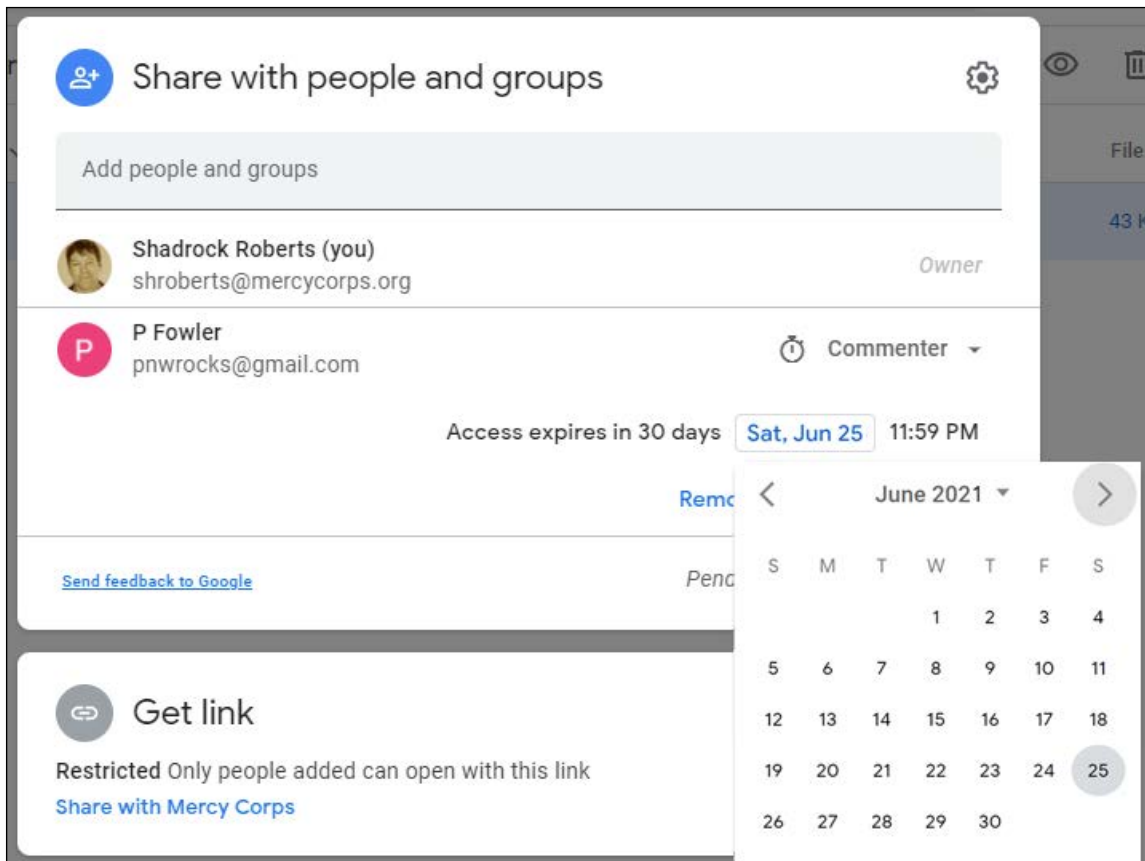 Share with people and groups
File
Add people and groups
43 K
Shadrock Roberts (you)
shroberts@mercycorps.org
Owner
P
P Fowler
pnwrocks@gmail.com
Commenter
Access expires in 30 days Sat, Jun 25 11:59 PM
Remo
June 2021
S M T W T F S
1 2 3 4
5 6 7 8 9 10 11
12 13 14 15 16 17 18
19 20 21 22 23 24 25
26 27 28 29 30
Send feedback to Google
Pend
Get link
Restricted Only people added can open with this link
Share with Mercy Corps